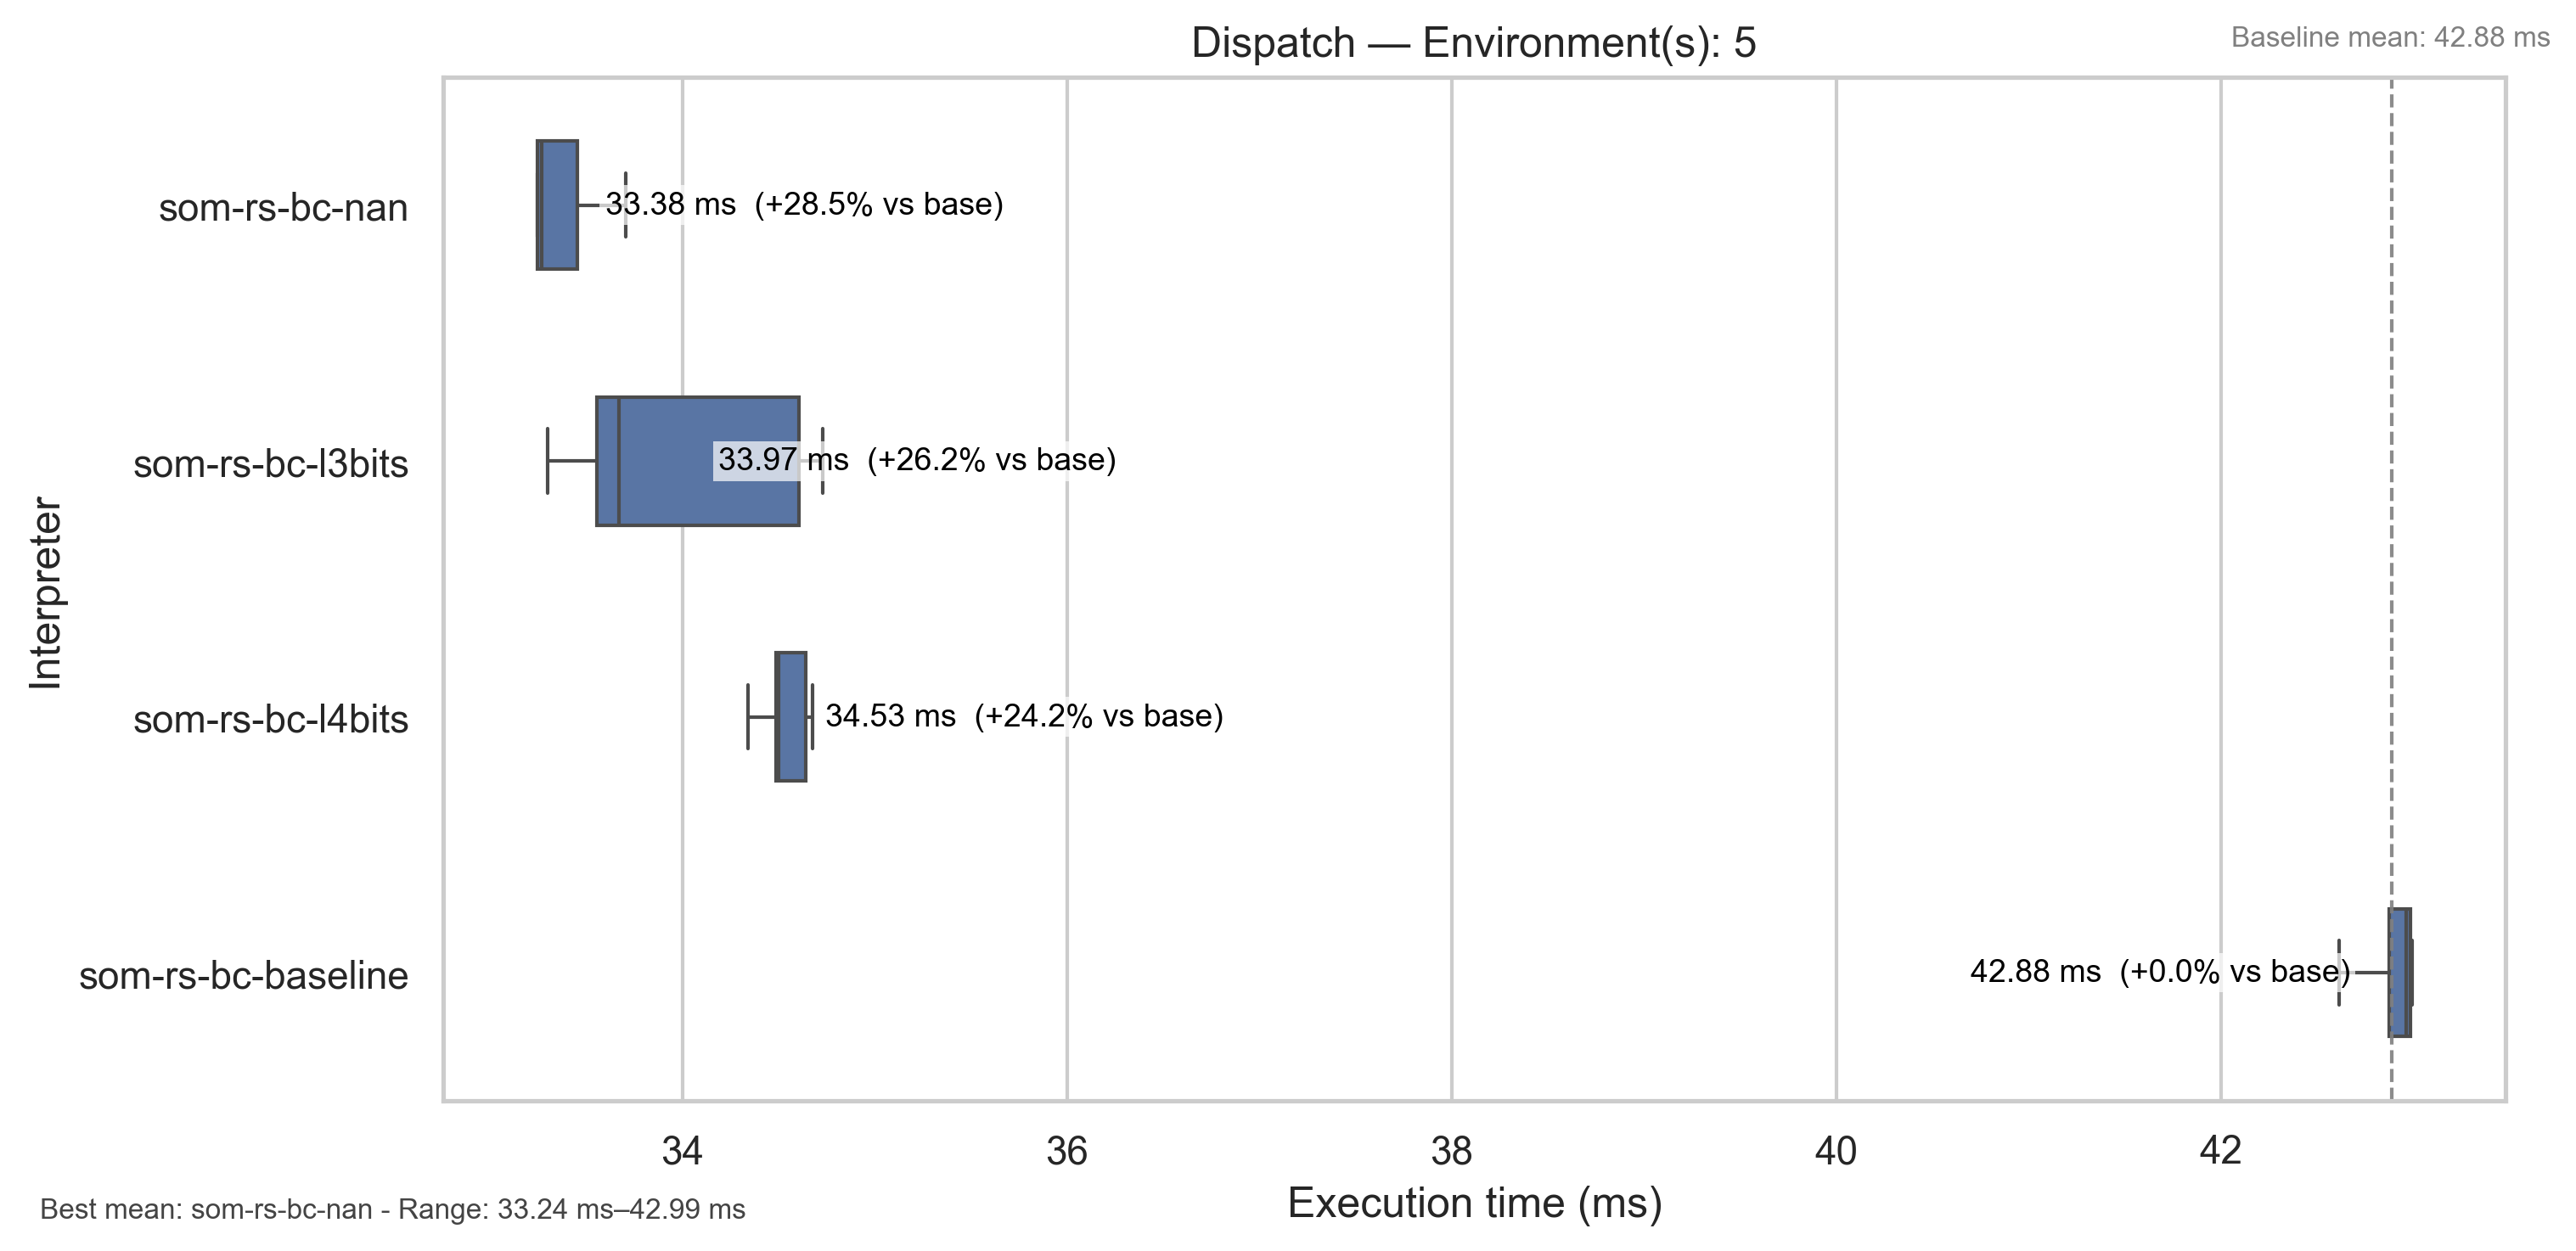 Dispatch — Environment(s): 5
Baseline mean: 42.88 ms
Interpreter
som-rs-bc-nan
33.38 ms (+28.5% vs base)
som-rs-bc-l3bits
33.97 ms (+26.2% vs base)
som-rs-bc-l4bits
34.53 ms (+24.2% vs base)
som-rs-bc-baseline
42.88 ms (+0.0% vs base)
34 36 38 40 42
Execution time (ms)
Best mean: som-rs-bc-nan - Range: 33.24 ms–42.99 ms